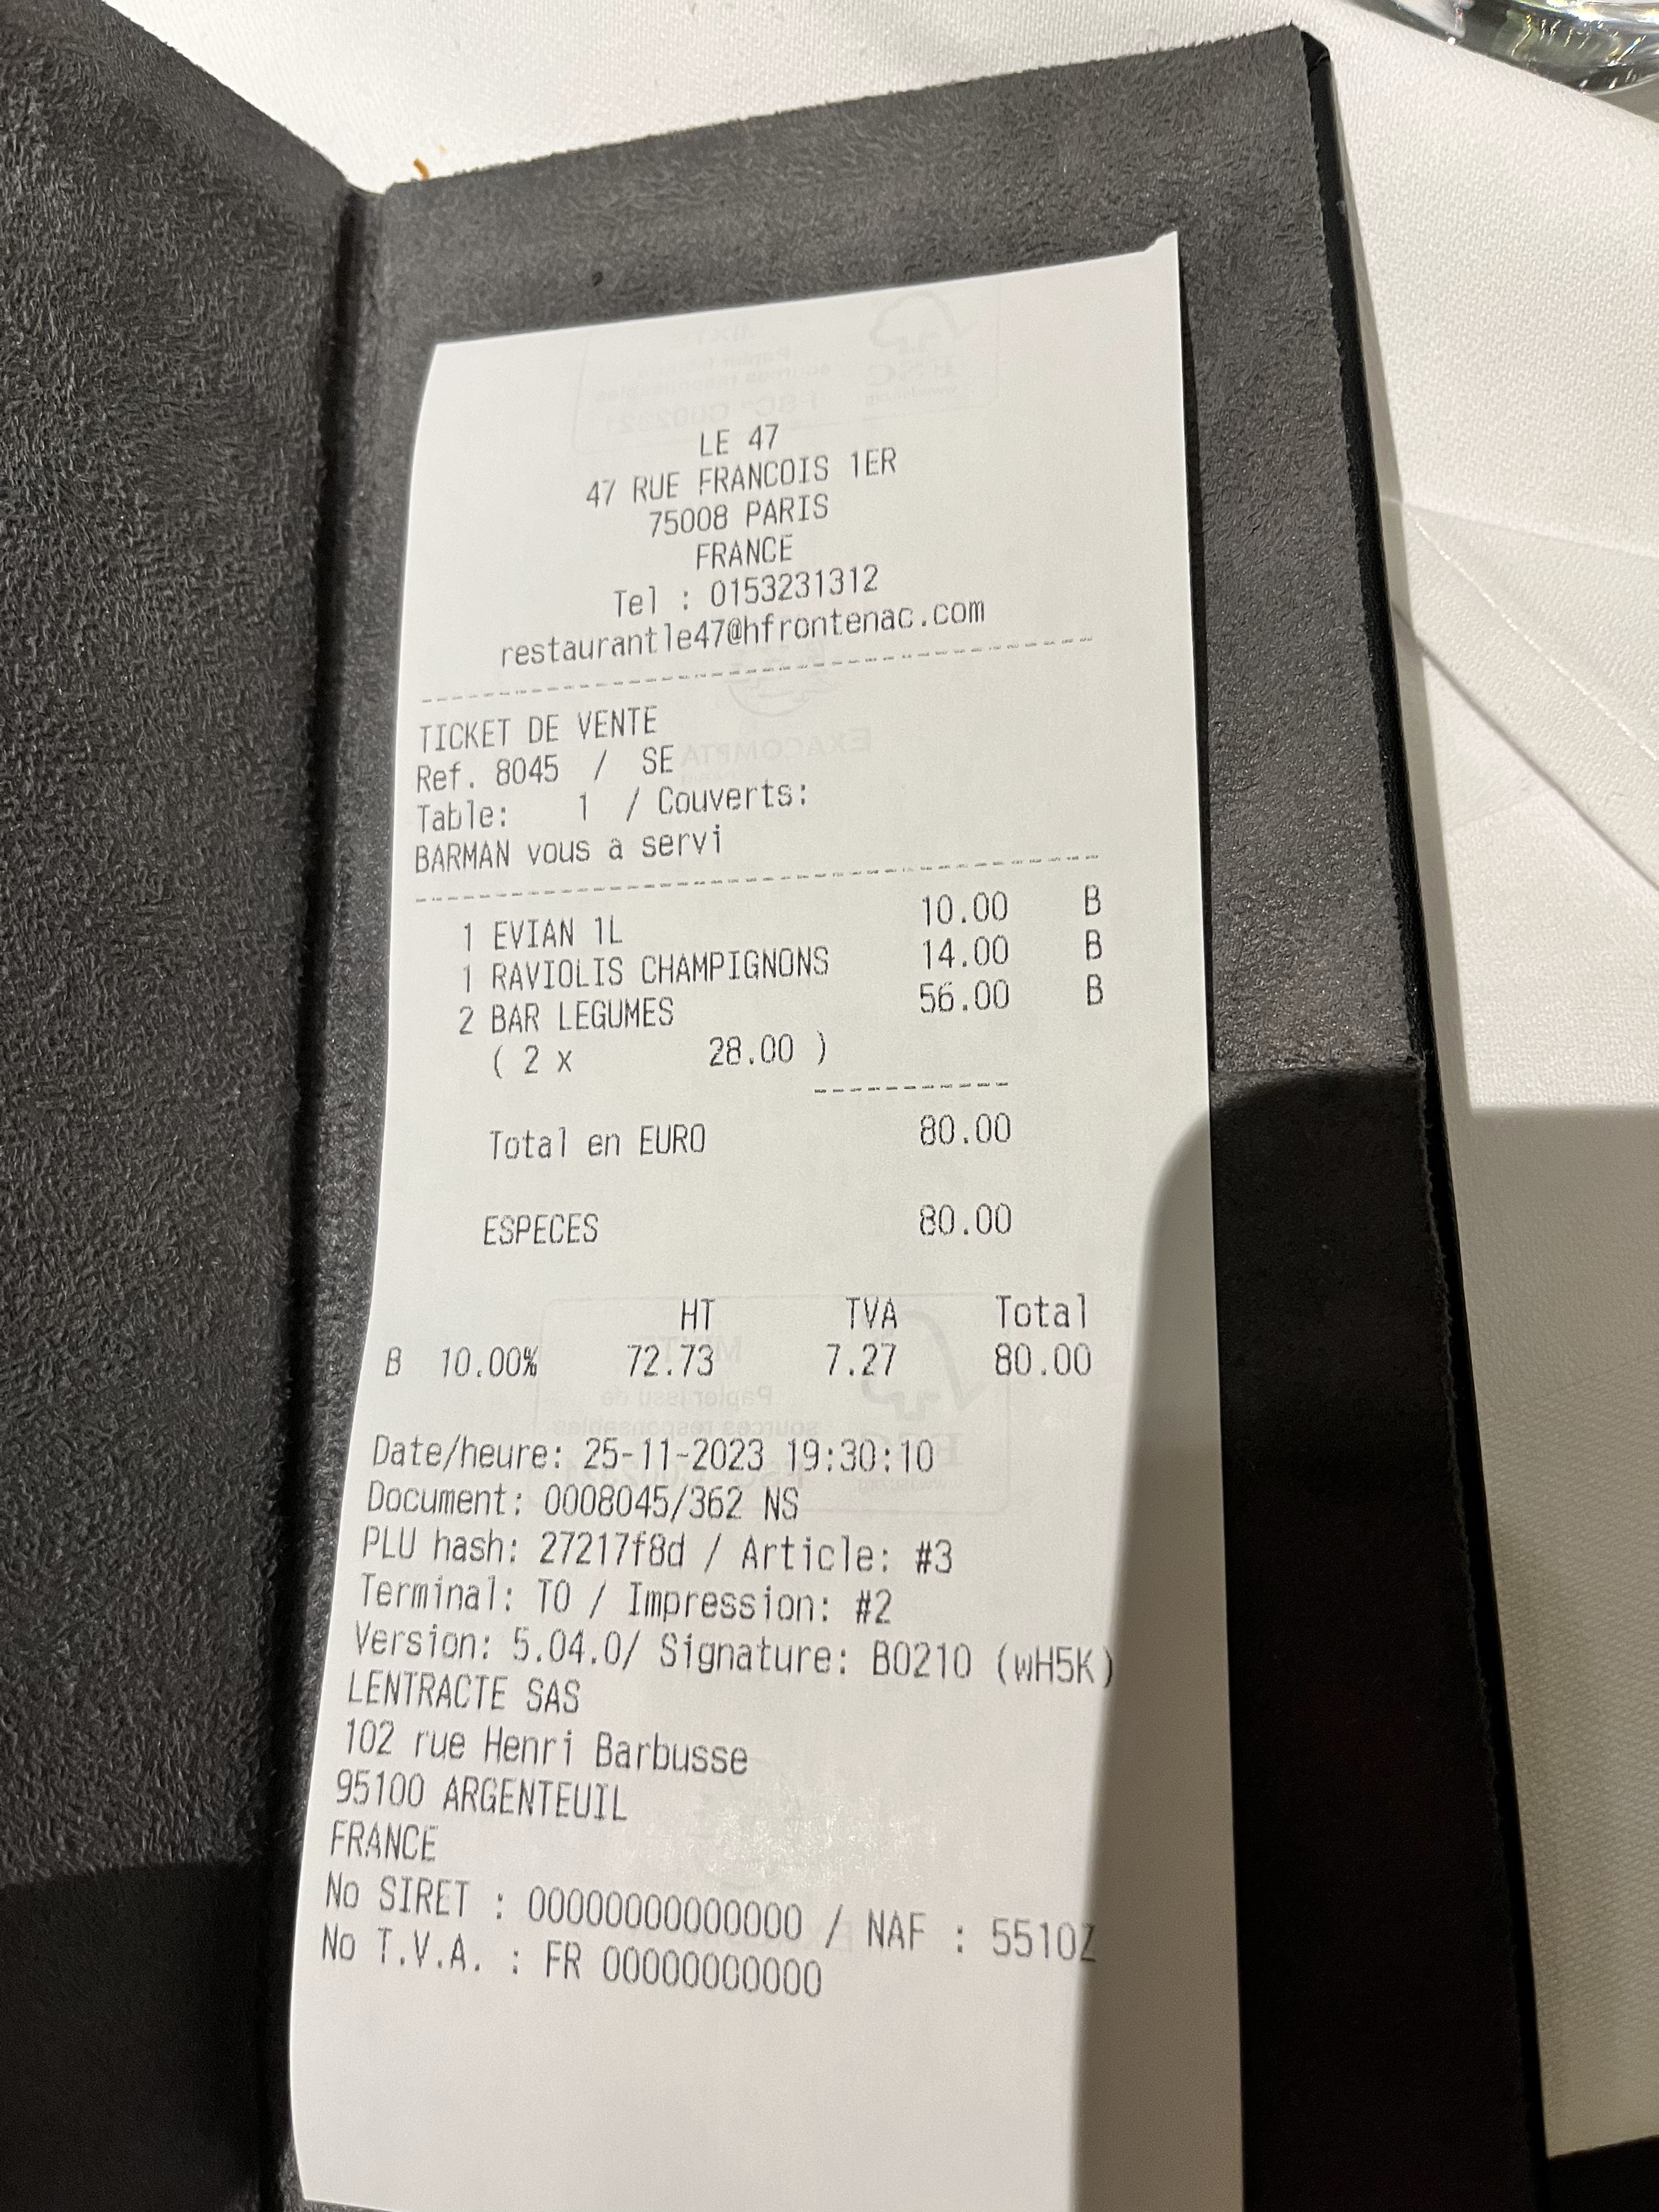 LE 47
47 RUE FRANCOIS 1ER
75008 PARIS
FRANCE
Tel : 0153231312
restaurantle47@hfrontenac.com
TICKET DE VENTE
Ref. 8045 / SE
Table: 1 / Couverts:
BARMAN vous a servi
1 EVIAN 1L 10.00 B
1 RAVIOLIS CHAMPIGNONS 14.00 B
2 BAR LEGUMES 56.00 B
( 2 x 28.00 )
Total en EURO 80.00
ESPECES 80.00
HT TVA Total
B 10.00% 72.73 7.27 80.00
Date/heure: 25-11-2023 19:30:10
Document: 0008045/362 NS
PLU hash: 27217f8d / Article: #3
Terminal: T0 / Impression: #2
Version: 5.04.0/ Signature: B0210 (wH5K)
LENTRACTE SAS
102 rue Henri Barbusse
95100 ARGENTEUIL
FRANCE
No SIRET : 00000000000000 / NAF : 5510Z
No T.V.A. : FR 00000000000